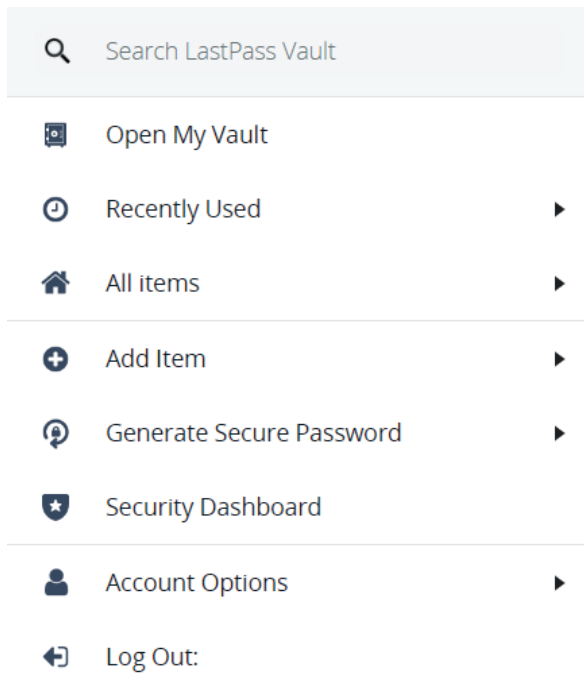 Search LastPass Vault
Open My Vault
Recently Used
All items
Add Item
Generate Secure Password
Security Dashboard
Account Options
Log Out: